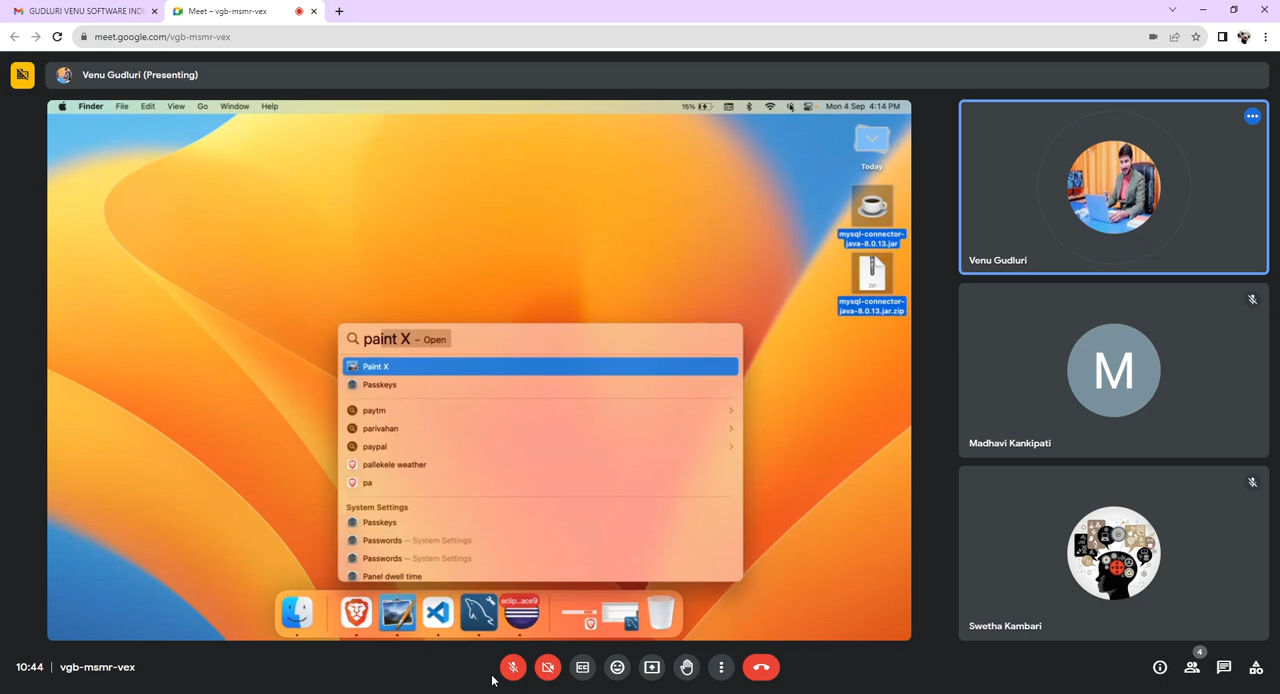 GUDLURI VENU SOFTWARE INDI
Meet – vgb-msmr-vex
meet.google.com/vgb-msmr-vex
Venu Gudluri (Presenting)
Finder File Edit View Go Window Help
15% Mon 4 Sep 4:14 PM
Today
mysql-connector-
java-8.0.13.jar
ZIP
mysql-connector-
java-8.0.13.jar.zip
paint X – Open
Paint X
Passkeys
paytm
parivahan
paypal
pallekele weather
pa
System Settings
Passkeys
Passwords — System Settings
Passwords — System Settings
Panel dwell time
eclip...ace9
Venu Gudluri
M
Madhavi Kankipati
Swetha Kambari
10:44 | vgb-msmr-vex
4